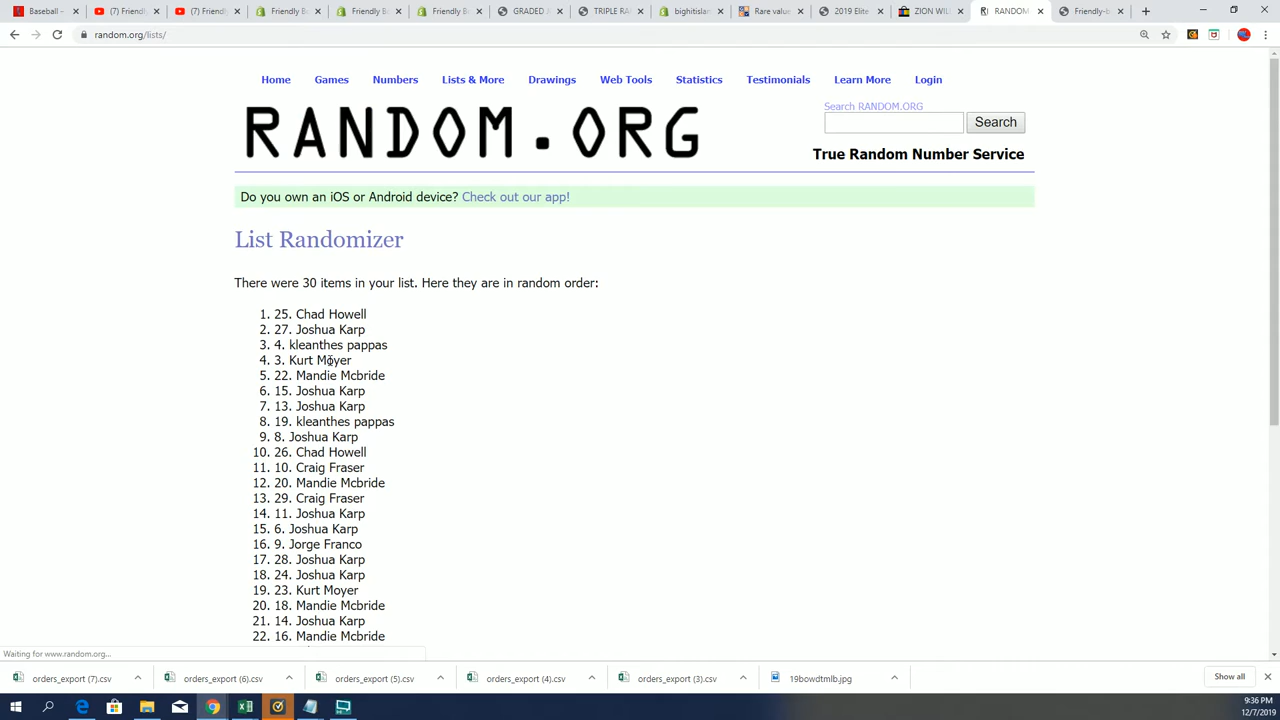 Baseball –
(7) Friendly
(7) Friendly
Friendly B
Friendly B
Friendly B
GRADED A
TRIPLE RA
bighitislan
Rare value
2019 Elite
ZION WIL
RANDOM
Friendly-b
random.org/lists/
Home Games Numbers Lists & More Drawings Web Tools Statistics Testimonials Learn More Login
RANDOM.ORG
Search RANDOM.ORG
Search
True Random Number Service
Do you own an iOS or Android device? Check out our app!
List Randomizer
There were 30 items in your list. Here they are in random order:
1. 25. Chad Howell
2. 27. Joshua Karp
3. 4. kleanthes pappas
4. 3. Kurt Moyer
5. 22. Mandie Mcbride
6. 15. Joshua Karp
7. 13. Joshua Karp
8. 19. kleanthes pappas
9. 8. Joshua Karp
10. 26. Chad Howell
11. 10. Craig Fraser
12. 20. Mandie Mcbride
13. 29. Craig Fraser
14. 11. Joshua Karp
15. 6. Joshua Karp
16. 9. Jorge Franco
17. 28. Joshua Karp
18. 24. Joshua Karp
19. 23. Kurt Moyer
20. 18. Mandie Mcbride
21. 14. Joshua Karp
22. 16. Mandie Mcbride
Waiting for www.random.org...
orders_export (7).csv
orders_export (6).csv
orders_export (5).csv
orders_export (4).csv
orders_export (3).csv
19bowdtmlb.jpg
Show all
9:36 PM
12/7/2019